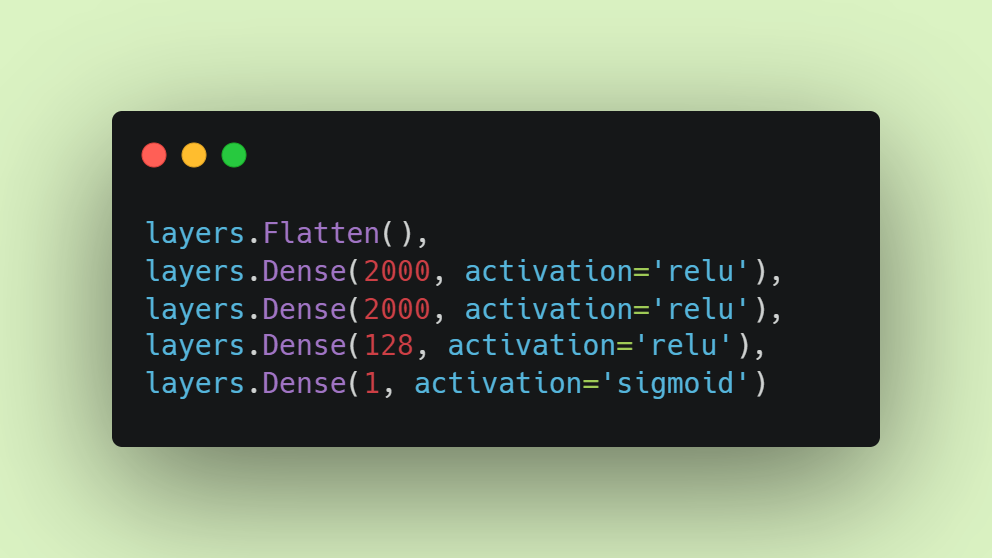 layers.Flatten(),
layers.Dense(2000, activation='relu'),
layers.Dense(2000, activation='relu'),
layers.Dense(128, activation='relu'),
layers.Dense(1, activation='sigmoid')